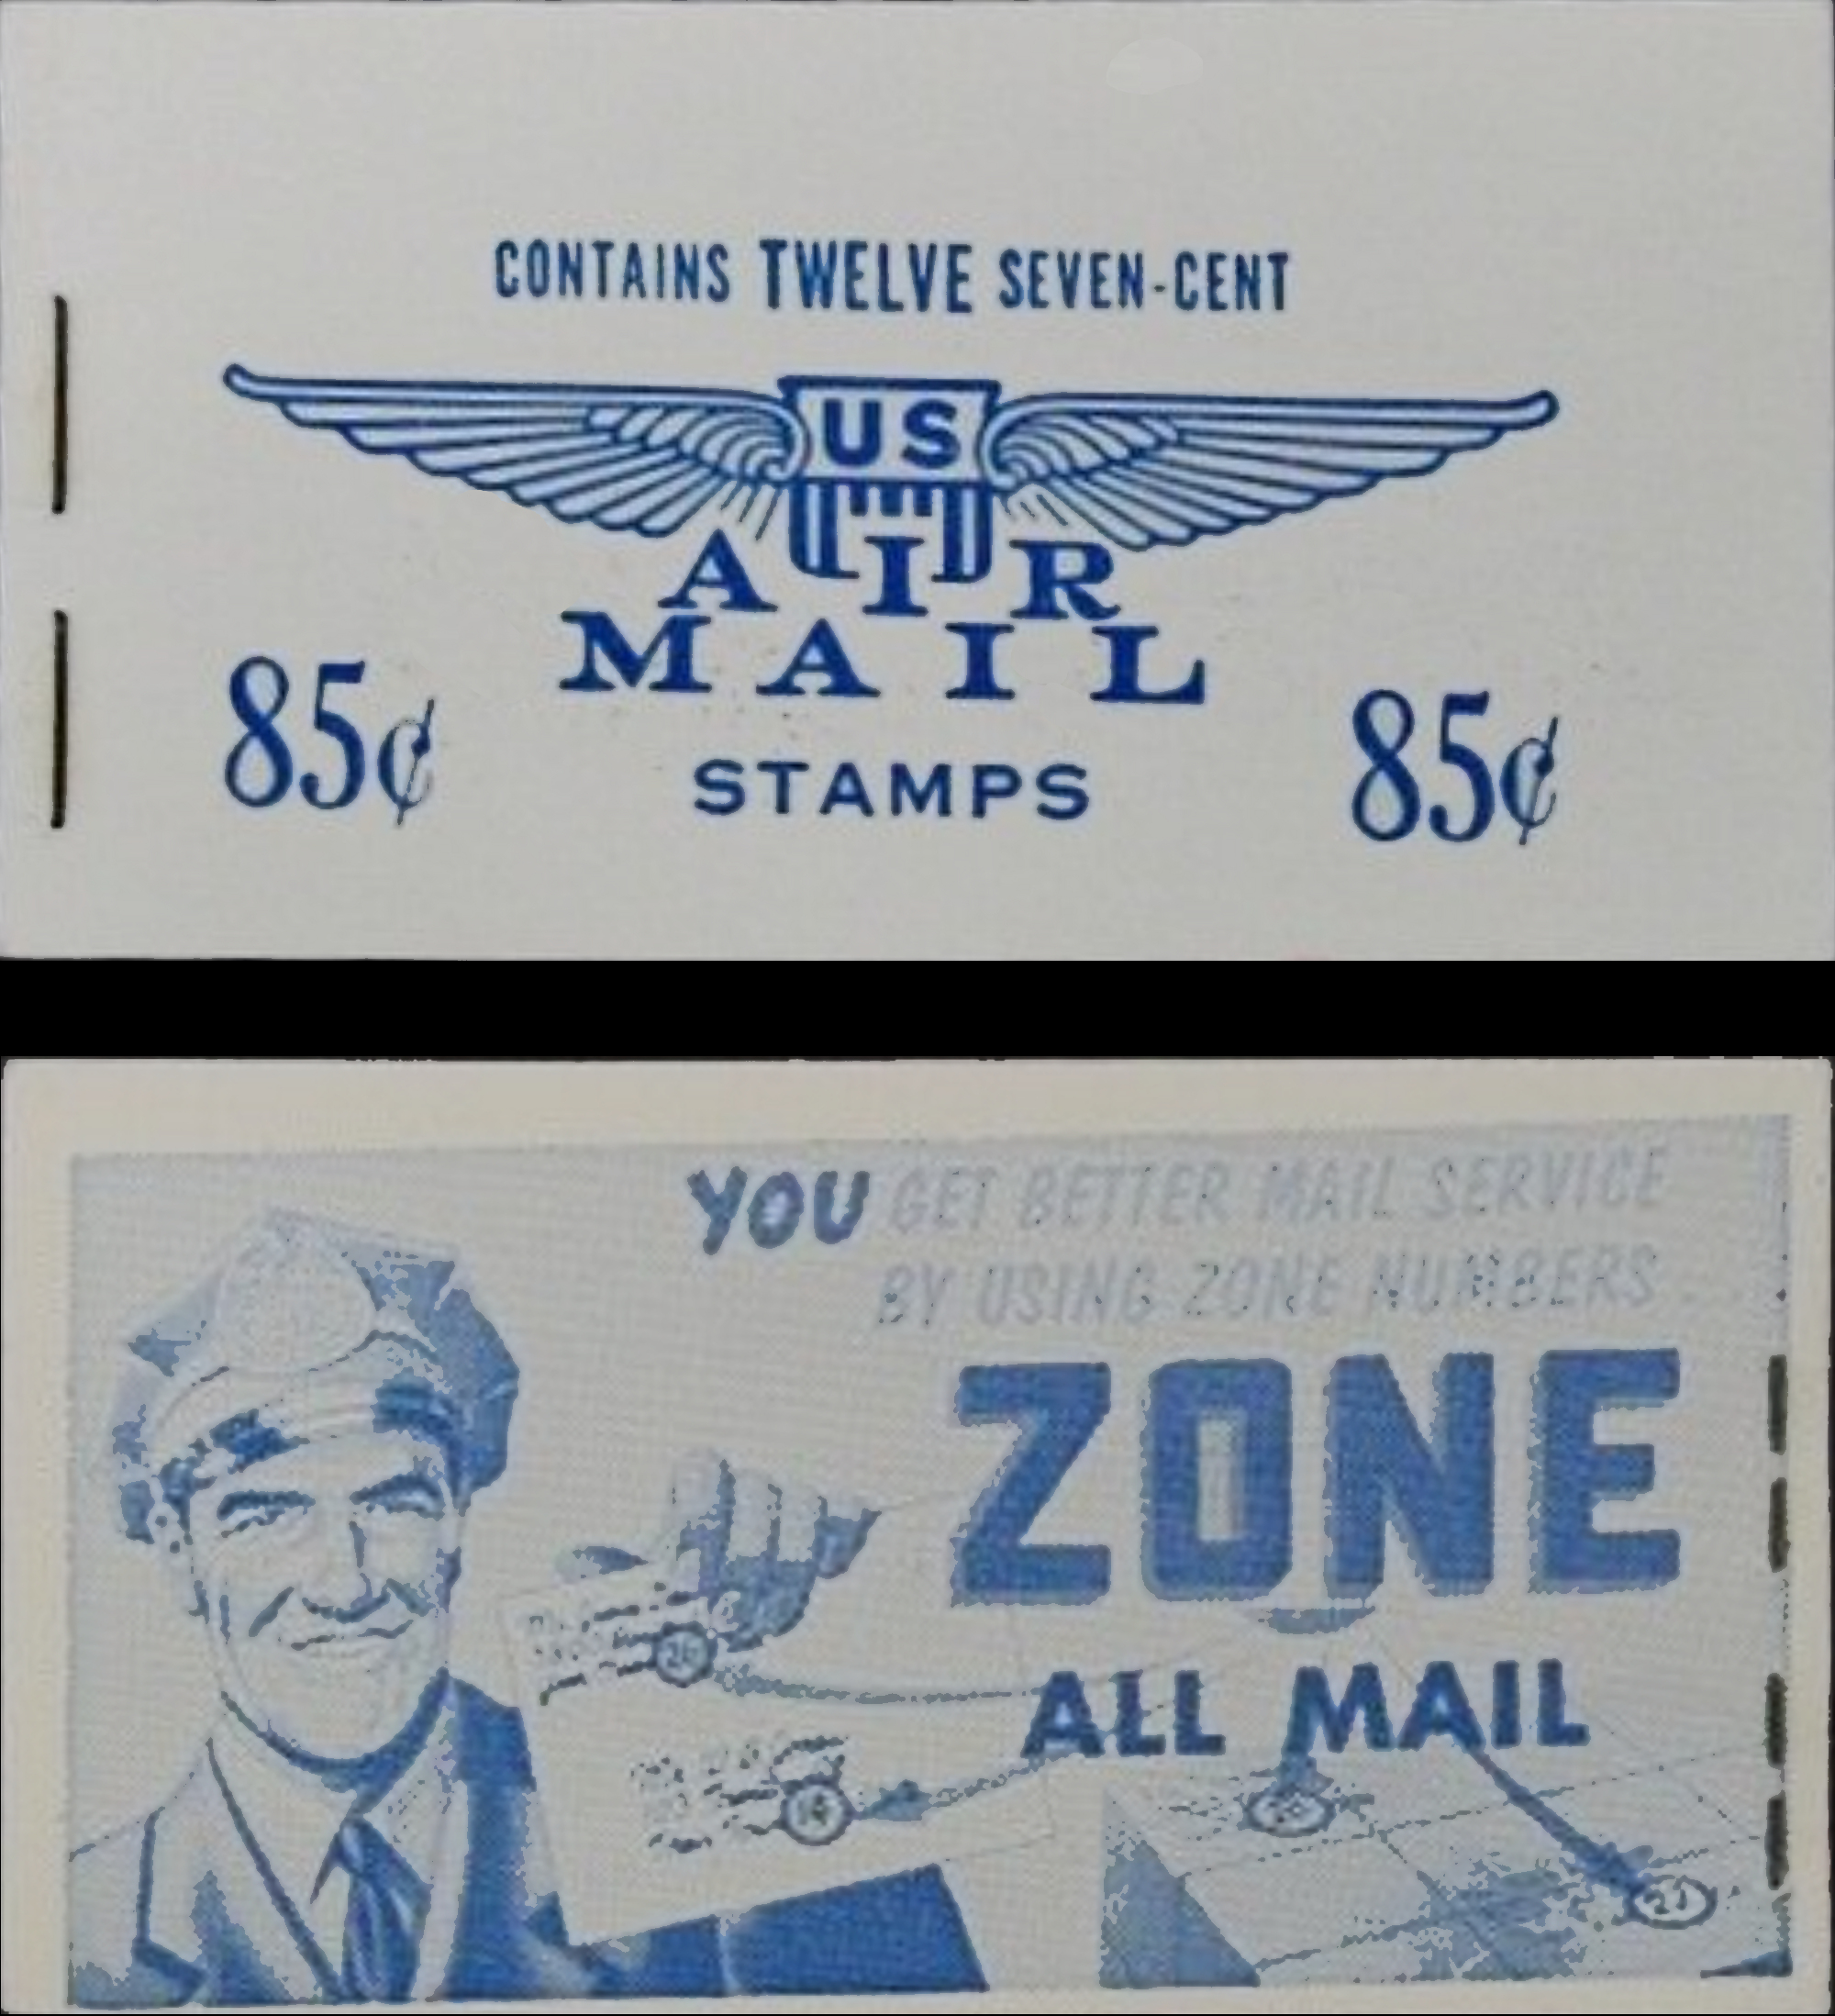 CONTAINS TWELVE SEVEN-CENT
US
AIR
MAIL
85¢ STAMPS 85¢
YOU GET BETTER MAIL SERVICE
BY USING ZONE NUMBERS
ZONE
ALL MAIL